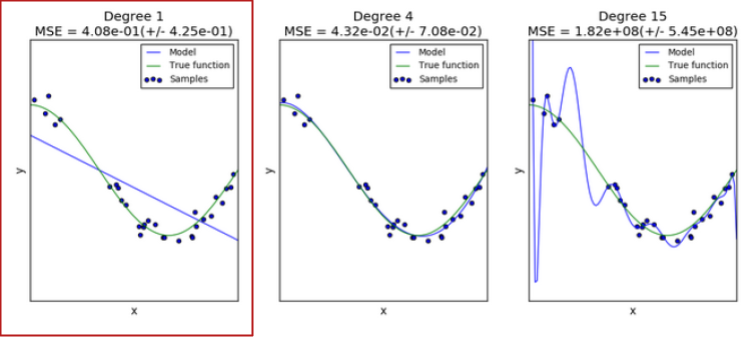 Degree 1
MSE = 4.08e-01(+/- 4.25e-01)
Model
True function
Samples
y
x
Degree 4
MSE = 4.32e-02(+/- 7.08e-02)
Model
True function
Samples
y
x
Degree 15
MSE = 1.82e+08(+/- 5.45e+08)
Model
True function
Samples
y
x